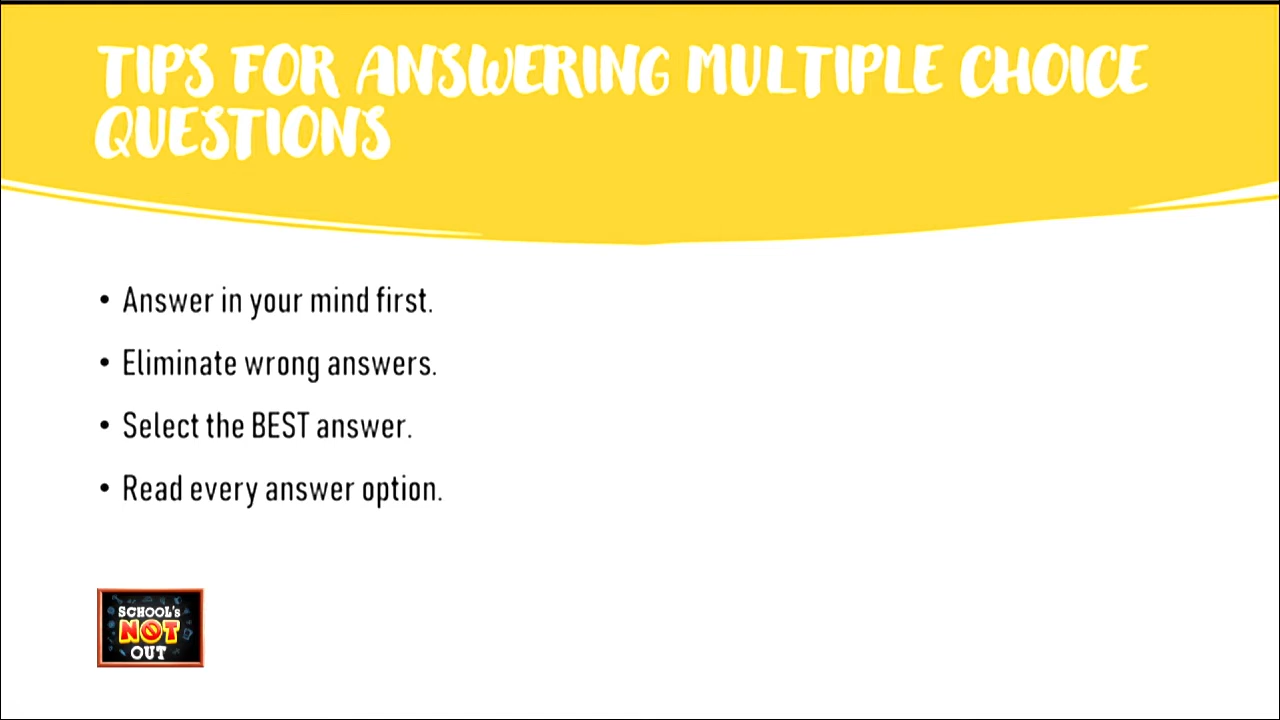 TIPS FOR ANSWERING MULTIPLE CHOICE
QUESTIONS
• Answer in your mind first.
• Eliminate wrong answers.
• Select the BEST answer.
• Read every answer option.
SCHOOL'S
NOT
OUT